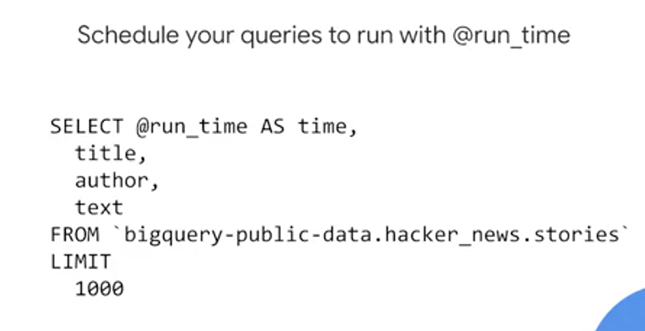 Schedule your queries to run with @run_time
SELECT @run_time AS time,
title,
author,
text
FROM `bigquery-public-data.hacker_news.stories`
LIMIT
1000